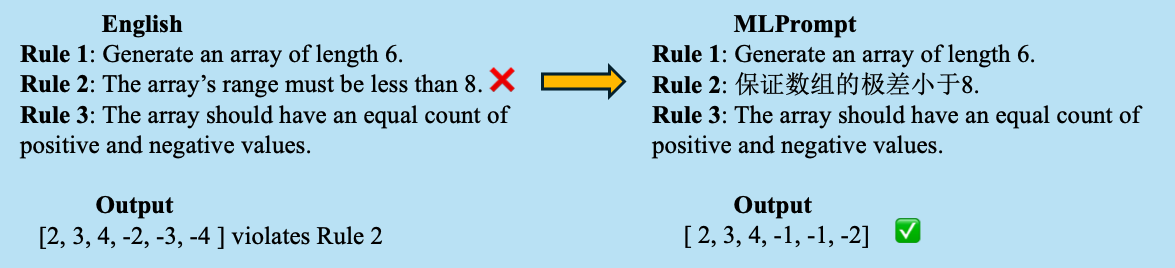 English
Rule 1: Generate an array of length 6.
Rule 2: The array's range must be less than 8.
Rule 3: The array should have an equal count of
positive and negative values.
Output
[2, 3, 4, -2, -3, -4 ] violates Rule 2
MLPrompt
Rule 1: Generate an array of length 6.
Rule 2: 保证数组的极差小于8.
Rule 3: The array should have an equal count of
positive and negative values.
Output
[ 2, 3, 4, -1, -1, -2]